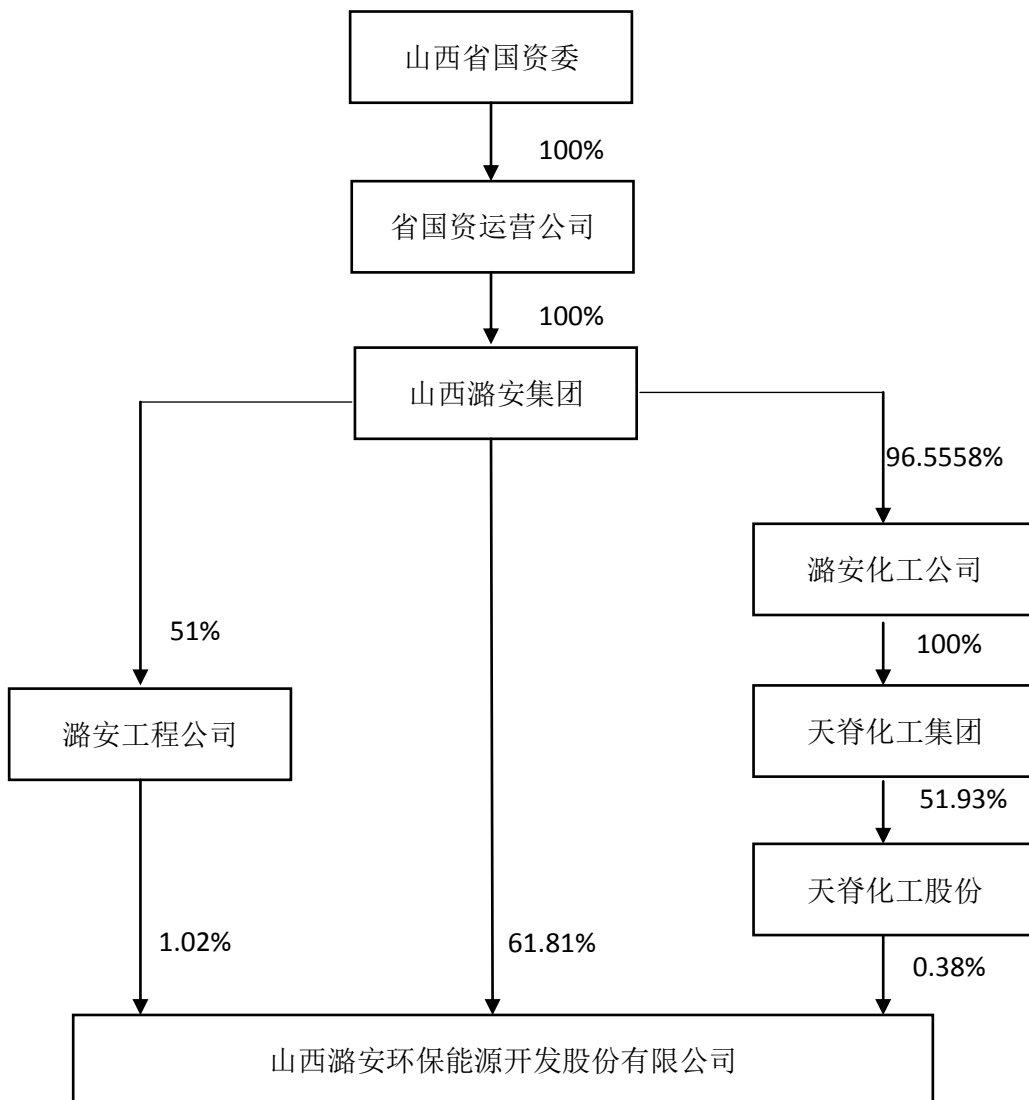 山西省国资委
100%
省国资运营公司
100%
山西潞安集团
96.5558%
潞安化工公司
51%
100%
潞安工程公司
天脊化工集团
51.93%
天脊化工股份
1.02%
61.81%
0.38%
山西潞安环保能源开发股份有限公司